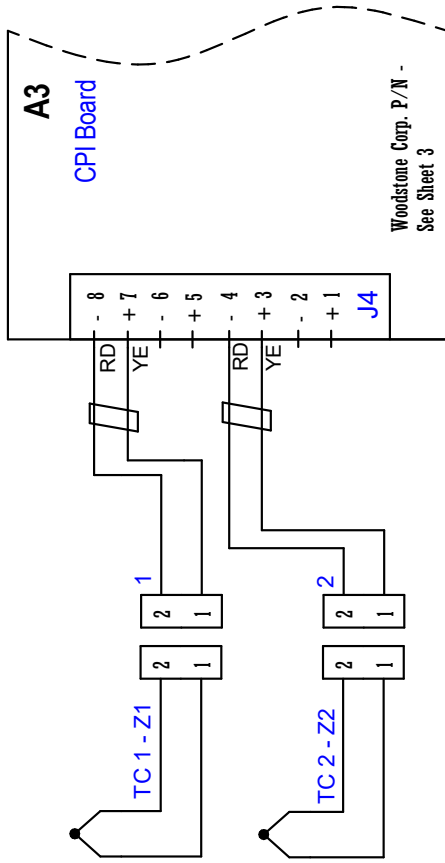 A3
CPI Board
Woodstone Corp. P/N -
See Sheet 3
- 8
+ 7
- 6
+ 5
- 4
+ 3
- 2
+ 1
J4
RD
YE
RD
YE
1
2
1
2
1
TC 1 - Z1
2
2
1
2
1
TC 2 - Z2